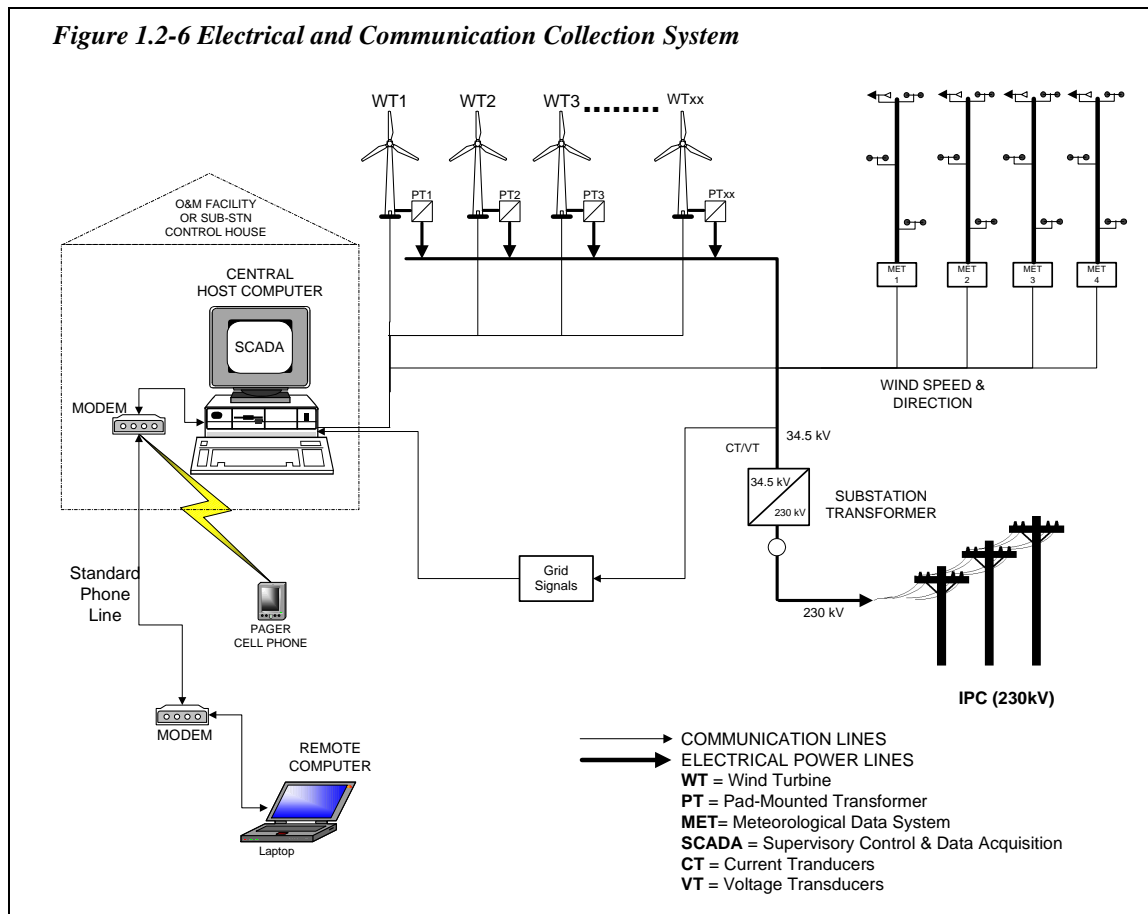 Figure 1.2-6 Electrical and Communication Collection System
WT1
WT2
WT3
WTxx
PT1
PT2
PT3
PTxx
MET
1
MET
2
MET
3
MET
4
O&M FACILITY
OR SUB-STN
CONTROL HOUSE
CENTRAL
HOST COMPUTER
SCADA
MODEM
WIND SPEED &
DIRECTION
34.5 kV
CT/VT
34.5 kV
230 kV
SUBSTATION
TRANSFORMER
Grid
Signals
230 kV
IPC (230kV)
Standard
Phone
Line
PAGER
CELL PHONE
MODEM
REMOTE
COMPUTER
Laptop
COMMUNICATION LINES
ELECTRICAL POWER LINES
WT = Wind Turbine
PT = Pad-Mounted Transformer
MET= Meteorological Data System
SCADA = Supervisory Control & Data Acquisition
CT = Current Tranducers
VT = Voltage Transducers